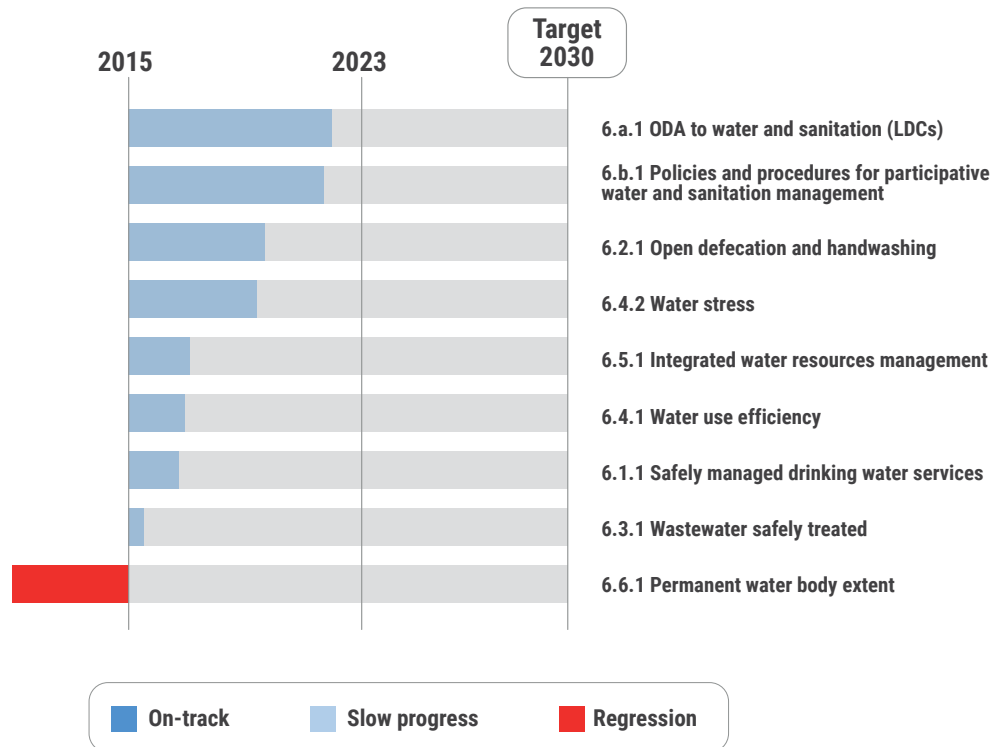 Target
2030
2015
2023
6.a.1 ODA to water and sanitation (LDCs)
6.b.1 Policies and procedures for participative
water and sanitation management
6.2.1 Open defecation and handwashing
6.4.2 Water stress
6.5.1 Integrated water resources management
6.4.1 Water use efficiency
6.1.1 Safely managed drinking water services
6.3.1 Wastewater safely treated
6.6.1 Permanent water body extent
On-track
Slow progress
Regression